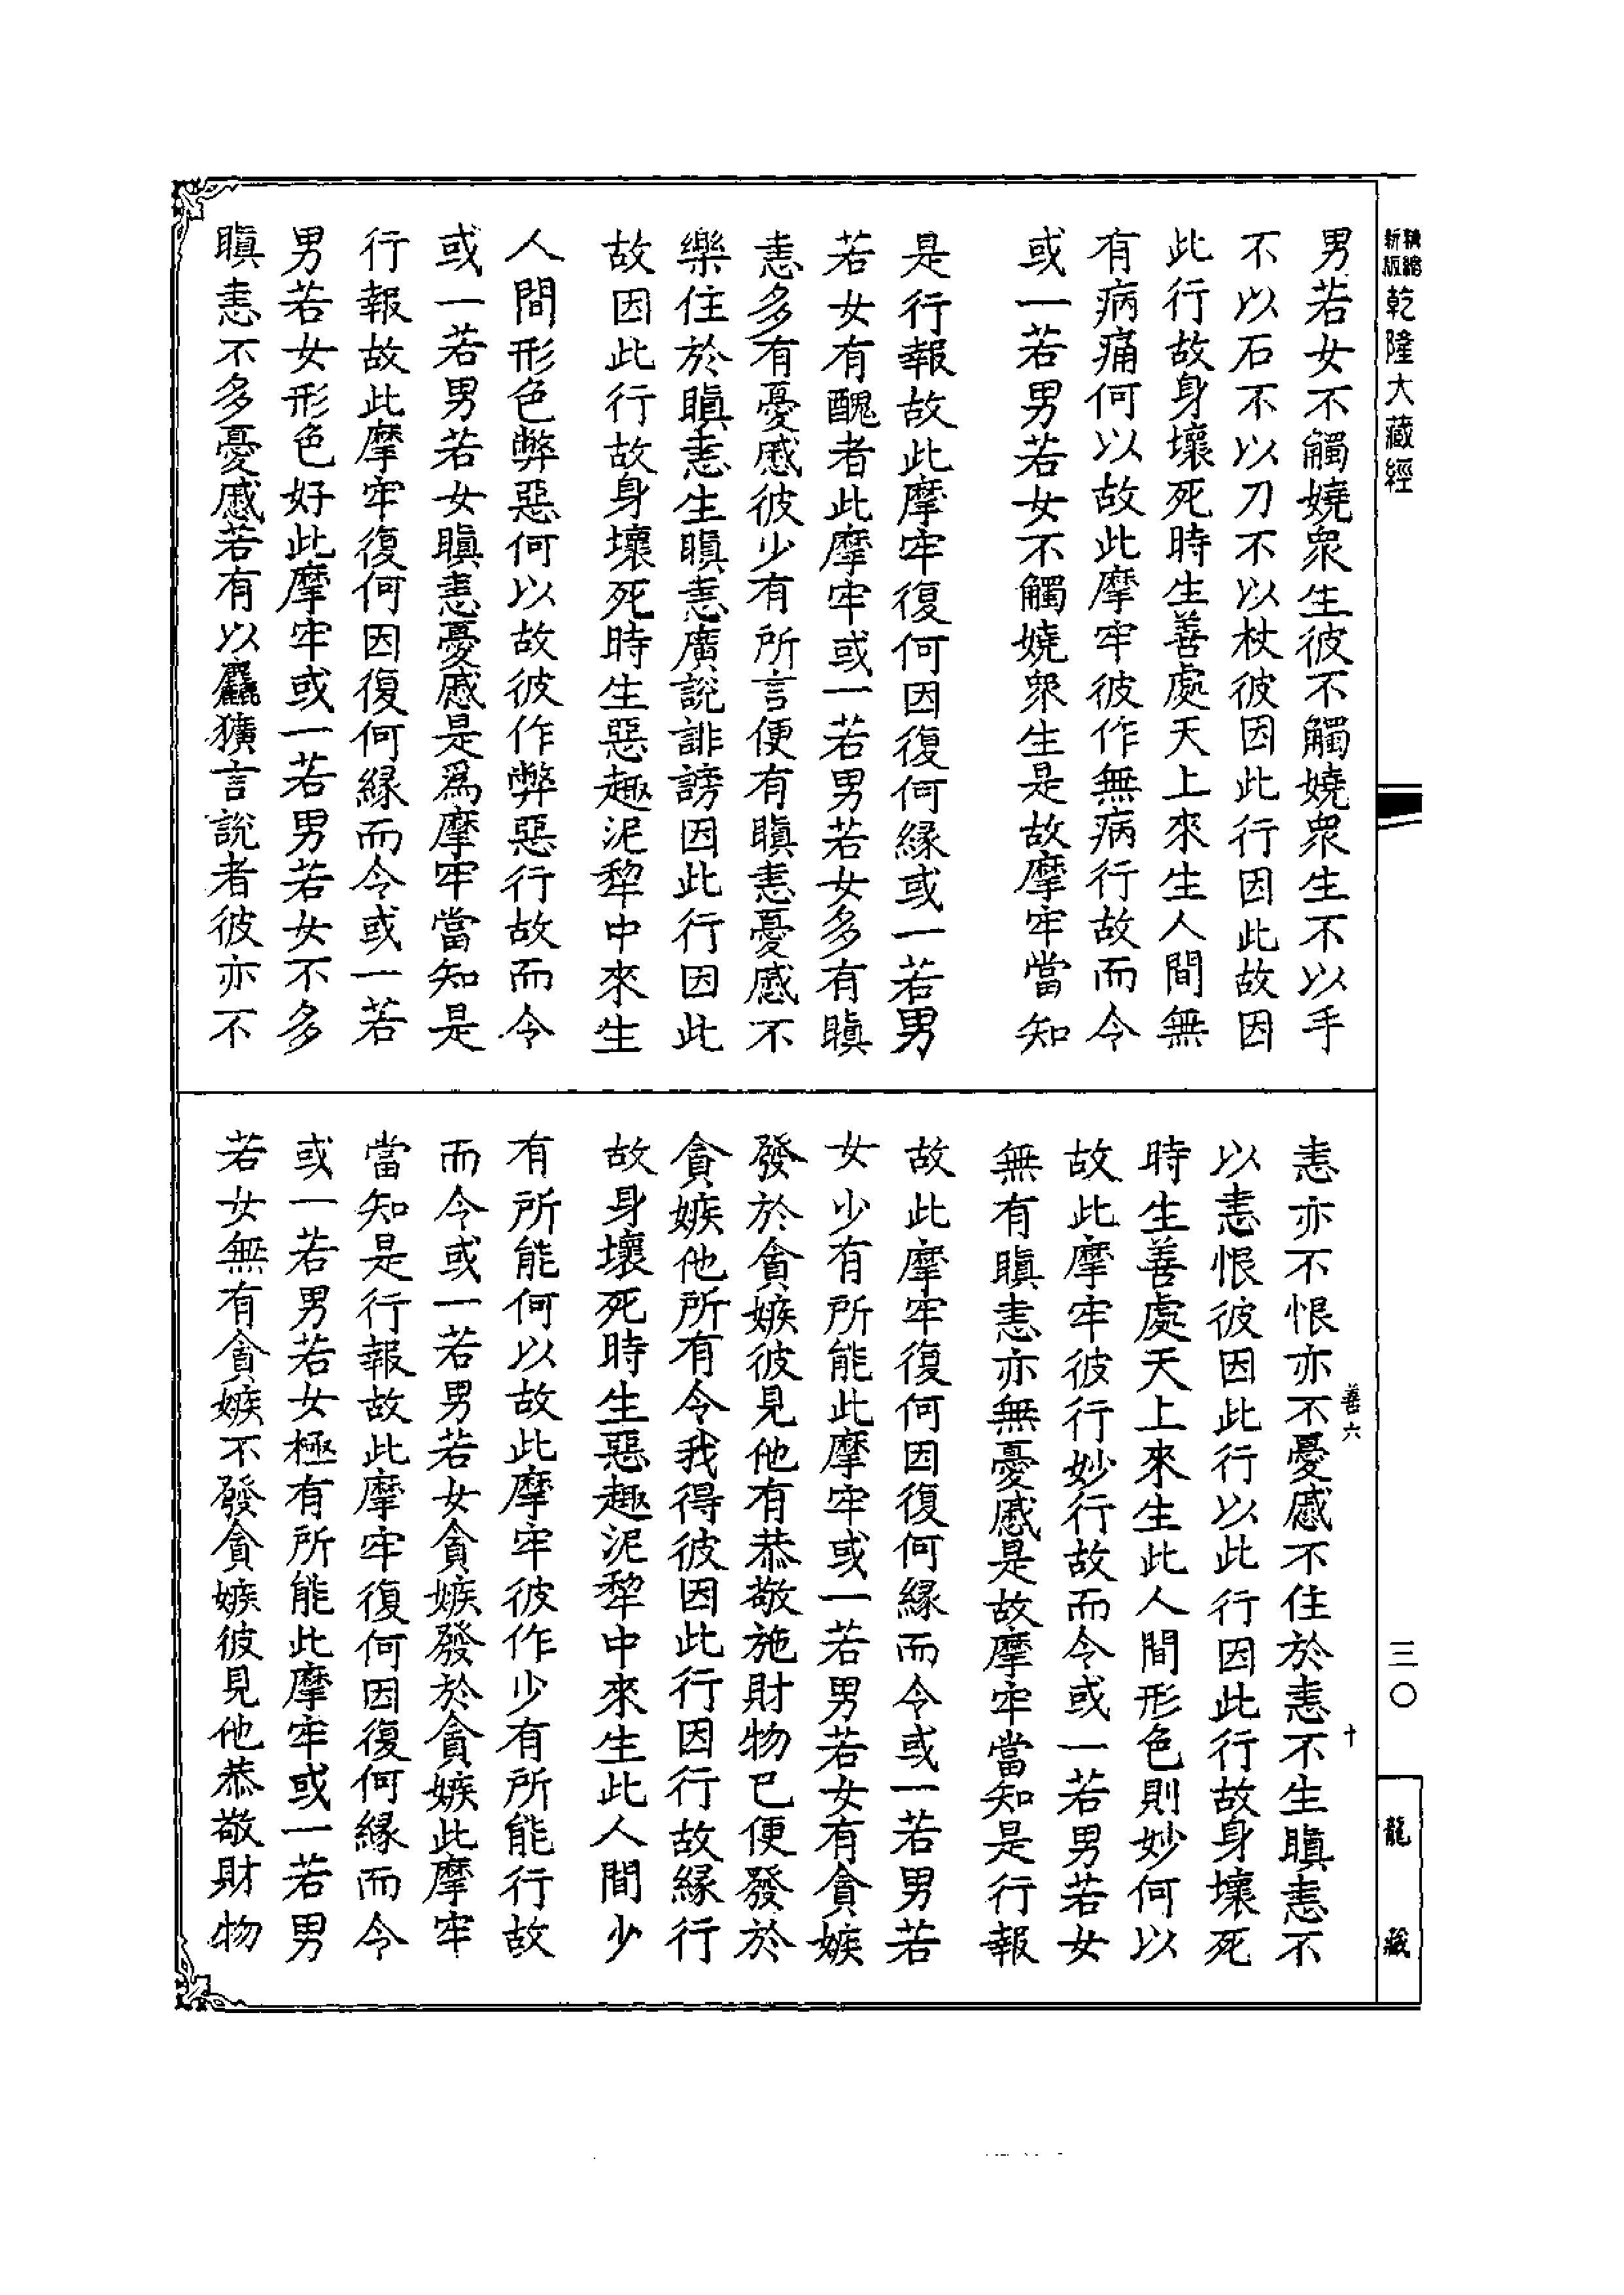 精縮
新版
乾隆大藏經
男若女不觸嬈衆生彼不觸嬈衆生不以手
不以石不以刀不以杖彼因此行因此故因
此行故身壞死時生善處天上來生人間無
有病痛何以故此摩牢彼作無病行故而令
或一若男若女不觸嬈衆生是故摩牢當知
是行報故此摩牢復何因復何縁或一若男
若女有醜者此摩牢或一若男若女多有瞋
恚多有憂慼彼少有所言便有瞋恚憂慼不
樂住於瞋恚生瞋恚廣說誹謗因此行因此
故因此行故身壞死時生惡趣泥犂中來生
人間形色弊惡何以故彼作弊惡行故而令
或一若男若女瞋恚憂慼是爲摩牢當知是
行報故此摩牢復何因復何縁而令或一若
男若女形色好此摩牢或一若男若女不多
瞋恚不多憂慼若有以麤獷言說者彼亦不
恚亦不恨亦不憂慼不住於恚不生瞋恚不
以恚恨彼因此行以此行因此行故身壞死
時生善處天上來生此人間形色則妙何以
故此摩牢彼行妙行故而令或一若男若女
無有瞋恚亦無憂慼是故摩牢當知是行報
故此摩牢復何因復何縁而令或一若男若
女少有所能此摩牢或一若男若女有貪嫉
發於貪嫉彼見他有恭敬施財物已便發於
貪嫉他所有令我得彼因此行因行故縁行
故身壞死時生惡趣泥犂中來生此人間少
有所能何以故此摩牢彼作少有所能行故
而令或一若男若女貪嫉發於貪嫉此摩牢
當知是行報故此摩牢復何因復何縁而令
或一若男若女極有所能此摩牢或一若男
若女無有貪嫉不發貪嫉彼見他恭敬財物
善六
十
三〇
龍藏